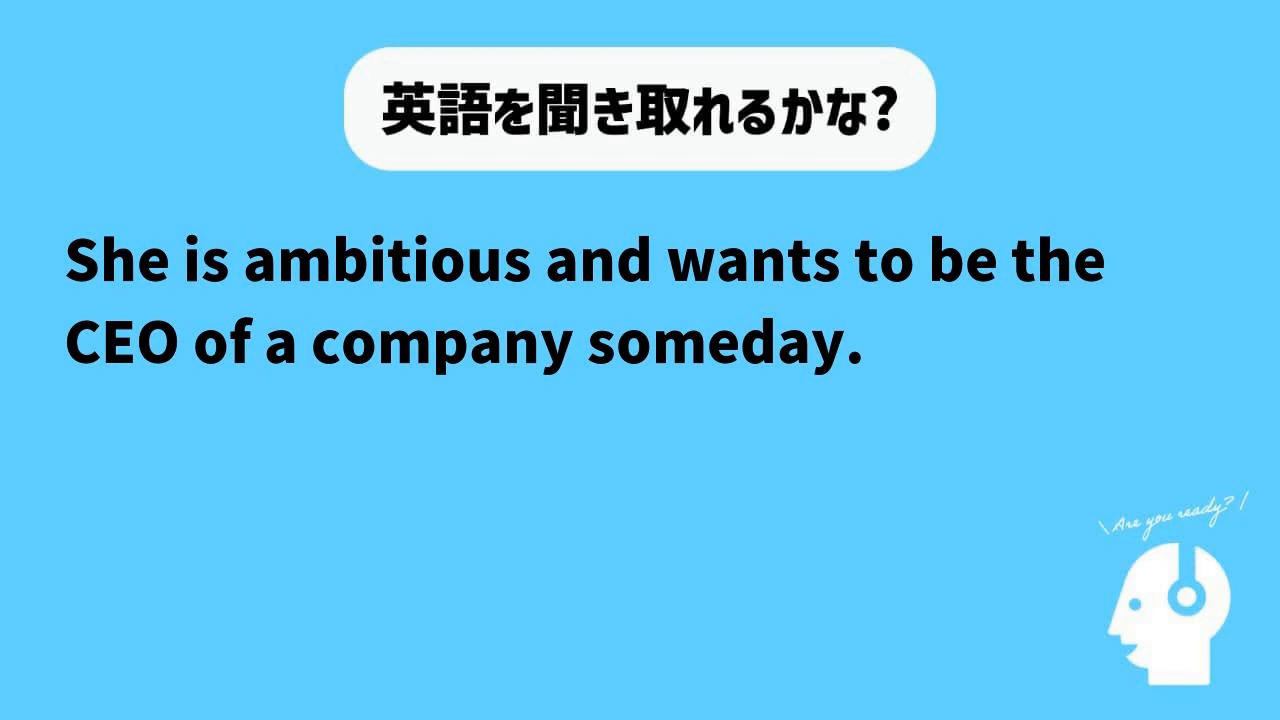 英語を聞き取れるかな?
She is ambitious and wants to be the
CEO of a company someday.
\Are you ready? /